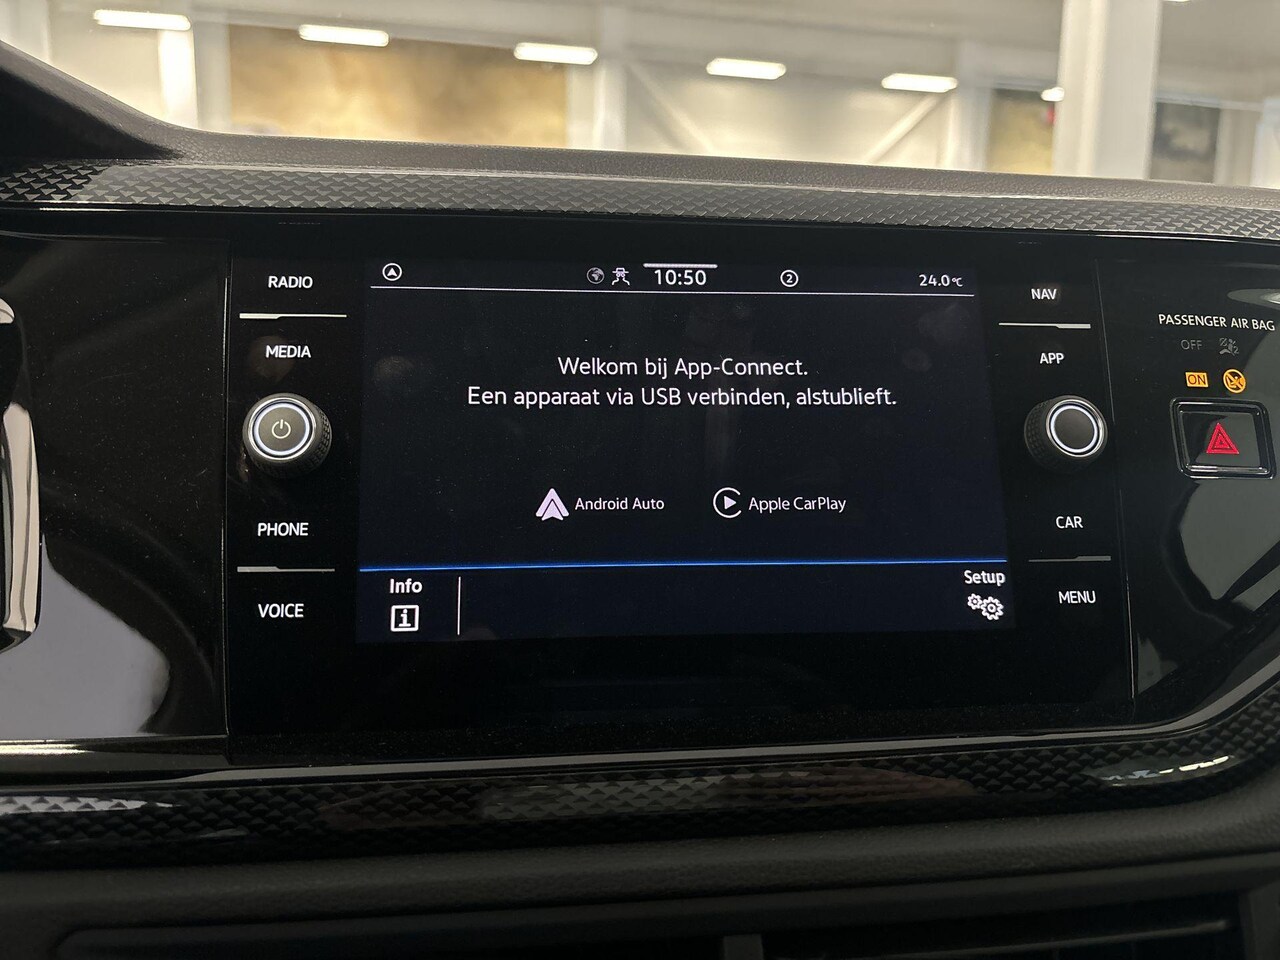 RADIO
MEDIA
PHONE
VOICE
10:50
2
24.0°C
Welkom bij App-Connect.
Een apparaat via USB verbinden, alstublieft.
Android Auto
Apple CarPlay
Info
i
Setup
NAV
APP
CAR
MENU
PASSENGER AIR BAG
OFF
ON